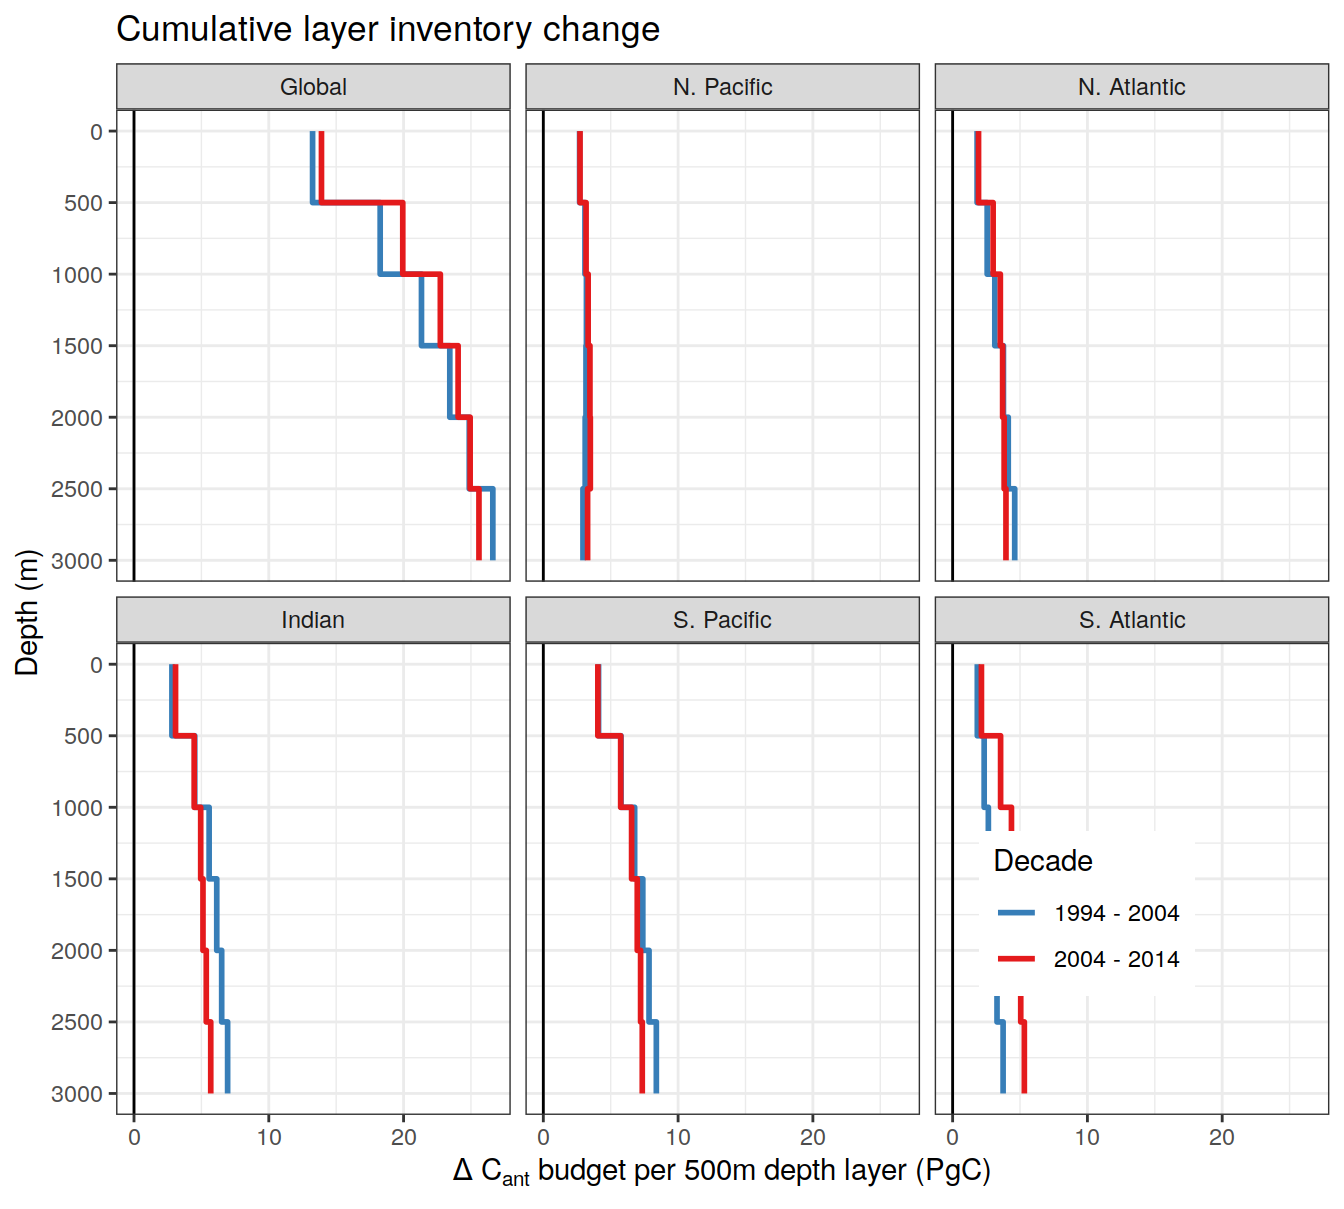 Cumulative layer inventory change
Global
N. Pacific
N. Atlantic
0
500
1000
1500
2000
2500
3000
Indian
S. Pacific
S. Atlantic
0
500
1000
1500
2000
2500
3000
Depth (m)
Decade
1994 - 2004
2004 - 2014
0 10 20 0 10 20 0 10 20
Δ Cant budget per 500m depth layer (PgC)